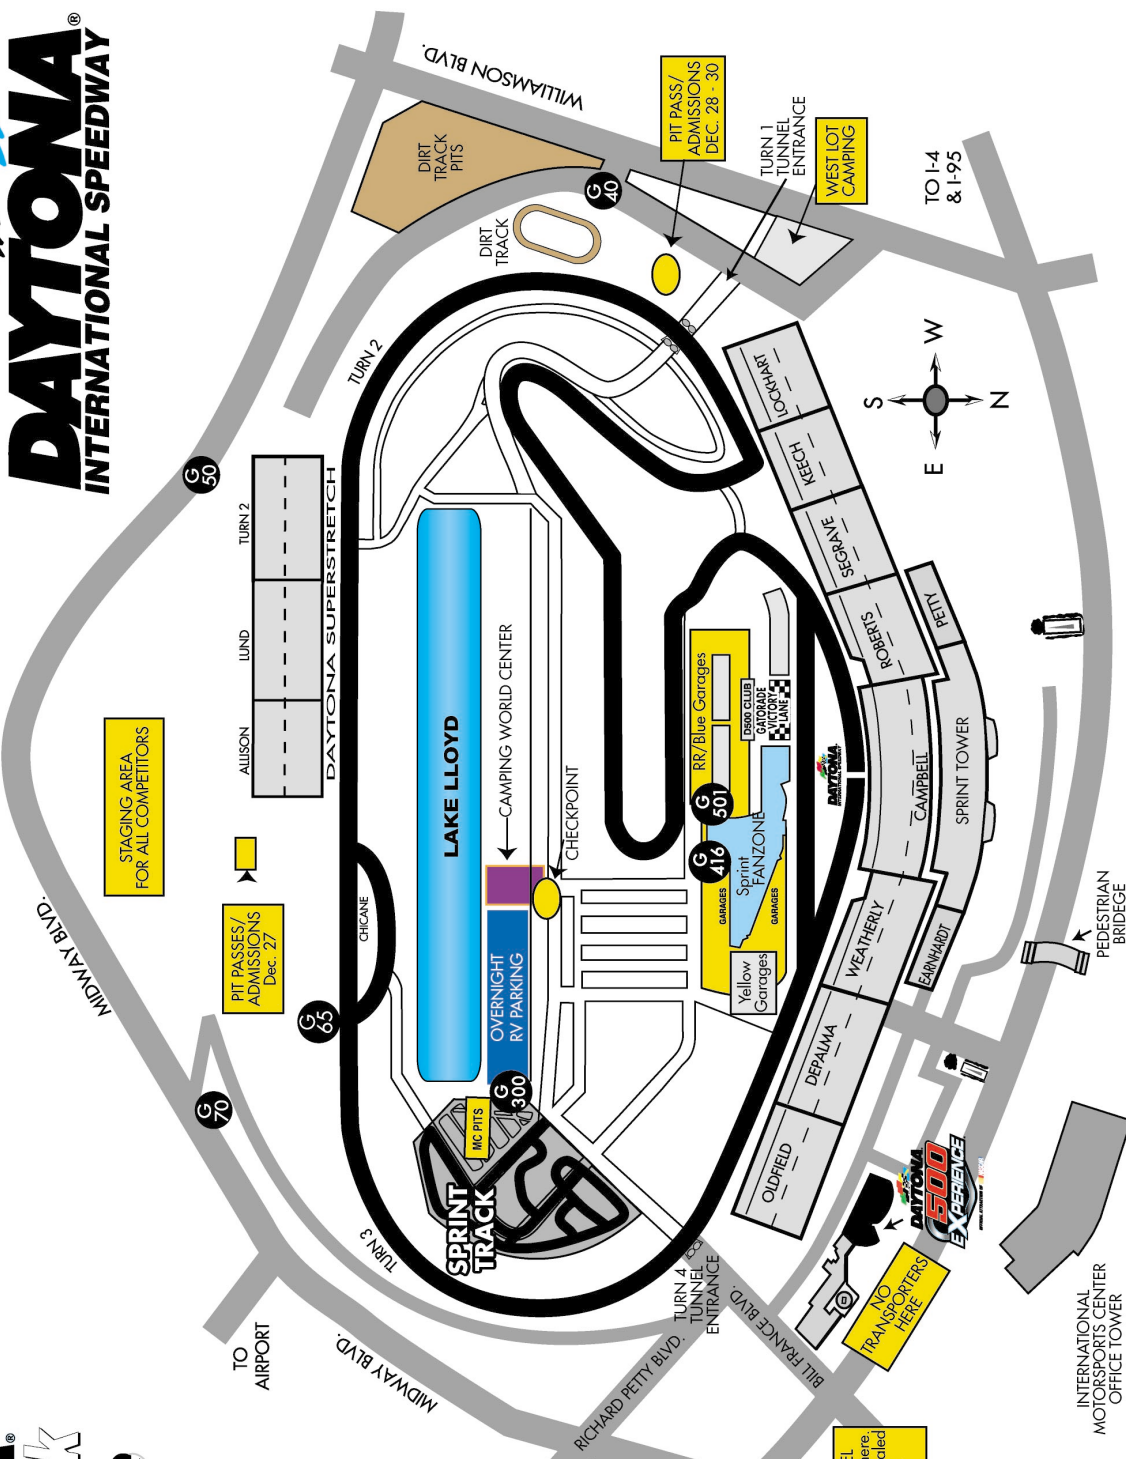 DAYTONA®
INTERNATIONAL SPEEDWAY
WILLIAMSON BLVD.
DIRT
TRACK
PITS
DIRT
TRACK
G
40
PIT PASS/
ADMISSIONS
DEC. 28 - 30
TURN 1
TUNNEL
ENTRANCE
WEST LOT
CAMPING
TO I-4
& I-95
S
W
N
E
TURN 2
G
50
TURN 2
LUND
ALLISON
DAYTONA SUPERSTRETCH
LOCKHART
KEECH
SEGRAVE
ROBERTS
PETTY
CAMPBELL
SPRINT TOWER
WEATHERLY
EARNHARDT
DEPALMA
OLDFIELD
LAKE LLOYD
CAMPING WORLD CENTER
CHECKPOINT
RR/Blue Garages
D500 CLUB
GATORADE
VICTORY
LANE
DAYTONA
INTERNATIONAL SPEEDWAY
G
501
G
416
Sprint
FANZONE
GARAGES
GARAGES
Yellow
Garages
STAGING AREA
FOR ALL COMPETITORS
PIT PASSES/
ADMISSIONS
Dec. 27
MIDWAY BLVD.
CHICANE
G
65
G
70
OVERNIGHT
RV PARKING
G
300
MC PITS
SPRINT
TRACK
TURN 3
TURN 4
TUNNEL
ENTRANCE
TO
AIRPORT
MIDWAY BLVD.
RICHARD PETTY BLVD.
BILL FRANCE BLVD.
NO
TRANSPORTERS
HERE
DAYTONA
500
EXPERIENCE
PEDESTRIAN
BRIDEGE
INTERNATIONAL
MOTORSPORTS CENTER
OFFICE TOWER
EL
here.
aled
®
k